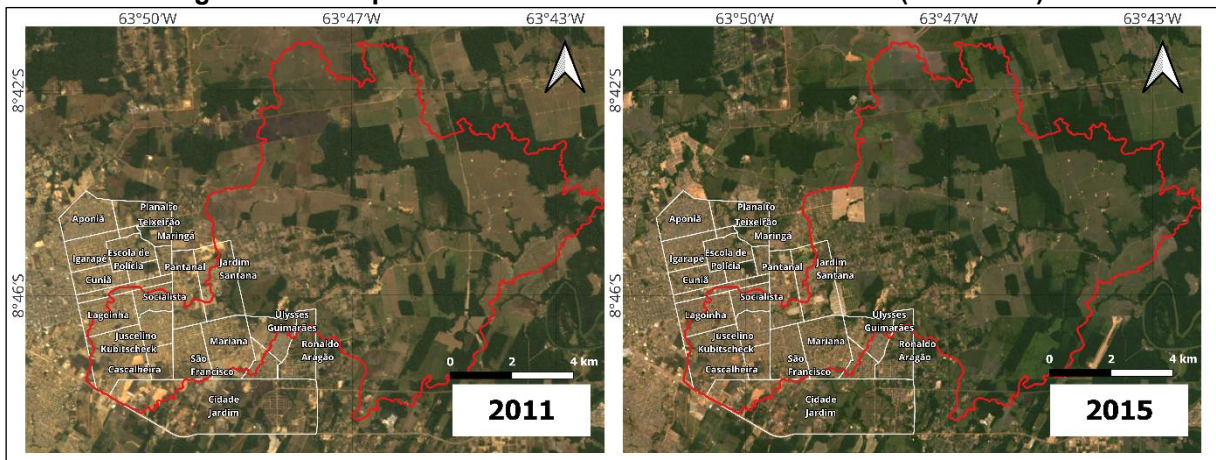 63°50'W 63°47'W 63°43'W
8°42'S
8°46'S
Aponiã
Planalto
Teixeirão
Maringá
Igarapé
Escola de
Polícia
Cuniã
Pantanal
Jardim
Santana
Socialista
Lagoinha
Ulysses
Guimarães
Juscelino
Kubitscheck
Mariana
Ronaldo
Aragão
São
Francisco
Cascalheira
Cidade
Jardim
0 2 4 km
2011
63°50'W 63°47'W 63°43'W
8°42'S
8°46'S
Aponiã
Planalto
Teixeirão
Maringá
Igarapé
Escola de
Polícia
Cuniã
Pantanal
Jardim
Santana
Socialista
Lagoinha
Ulysses
Guimarães
Juscelino
Kubitscheck
Mariana
Ronaldo
Aragão
São
Francisco
Cascalheira
Cidade
Jardim
0 2 4 km
2015